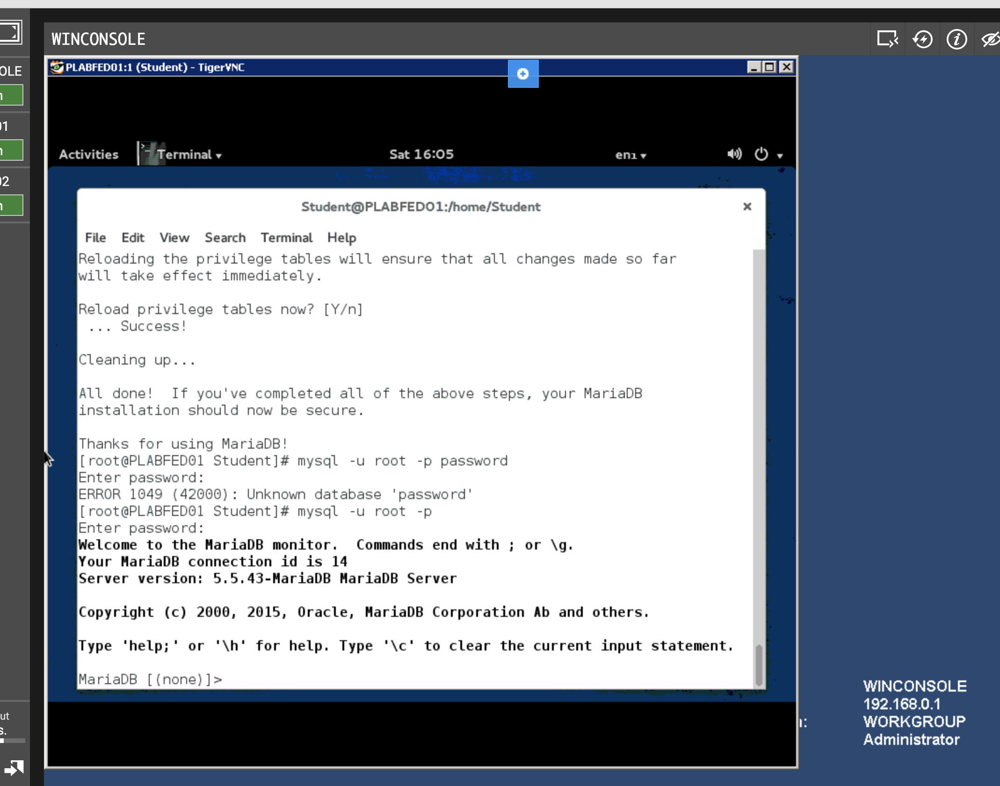 WINCONSOLE
OLE
01
02
PLABFED01:1 (Student) - TigerVNC
Activities Terminal Sat 16:05 en1
Student@PLABFED01:/home/Student
File Edit View Search Terminal Help
Reloading the privilege tables will ensure that all changes made so far
will take effect immediately.
Reload privilege tables now? [Y/n]
... Success!
Cleaning up...
All done!  If you've completed all of the above steps, your MariaDB
installation should now be secure.
Thanks for using MariaDB!
[root@PLABFED01 Student]# mysql -u root -p password
Enter password:
ERROR 1049 (42000): Unknown database 'password'
[root@PLABFED01 Student]# mysql -u root -p
Enter password:
Welcome to the MariaDB monitor.  Commands end with ; or \g.
Your MariaDB connection id is 14
Server version: 5.5.43-MariaDB MariaDB Server
Copyright (c) 2000, 2015, Oracle, MariaDB Corporation Ab and others.
Type 'help;' or '\h' for help. Type '\c' to clear the current input statement.
MariaDB [(none)]>
WINCONSOLE
192.168.0.1
WORKGROUP
Administrator
ut
s.